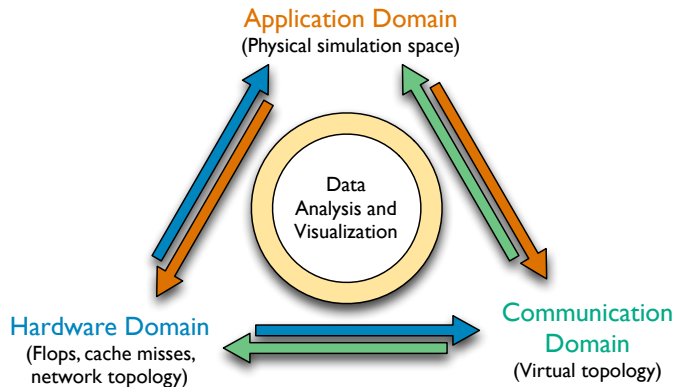 Application Domain
(Physical simulation space)
Data
Analysis and
Visualization
Hardware Domain
(Flops, cache misses,
network topology)
Communication
Domain
(Virtual topology)